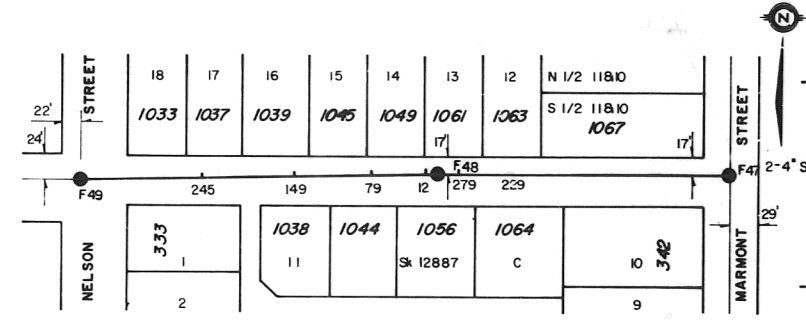 N
STREET
STREET
18 17 16 15 14 13 12 N 1/2 11&10
1033 1037 1039 1045 1049 1061 1063 S 1/2 11&10
1067
22'
24'
17'
17'
F49 F48 F47 2-4" S
245 149 79 12 279 229
333
1
2
1038 1044 1056 1064
11 Sk 12887 C
10 342
9
29'
NELSON
MARMONT